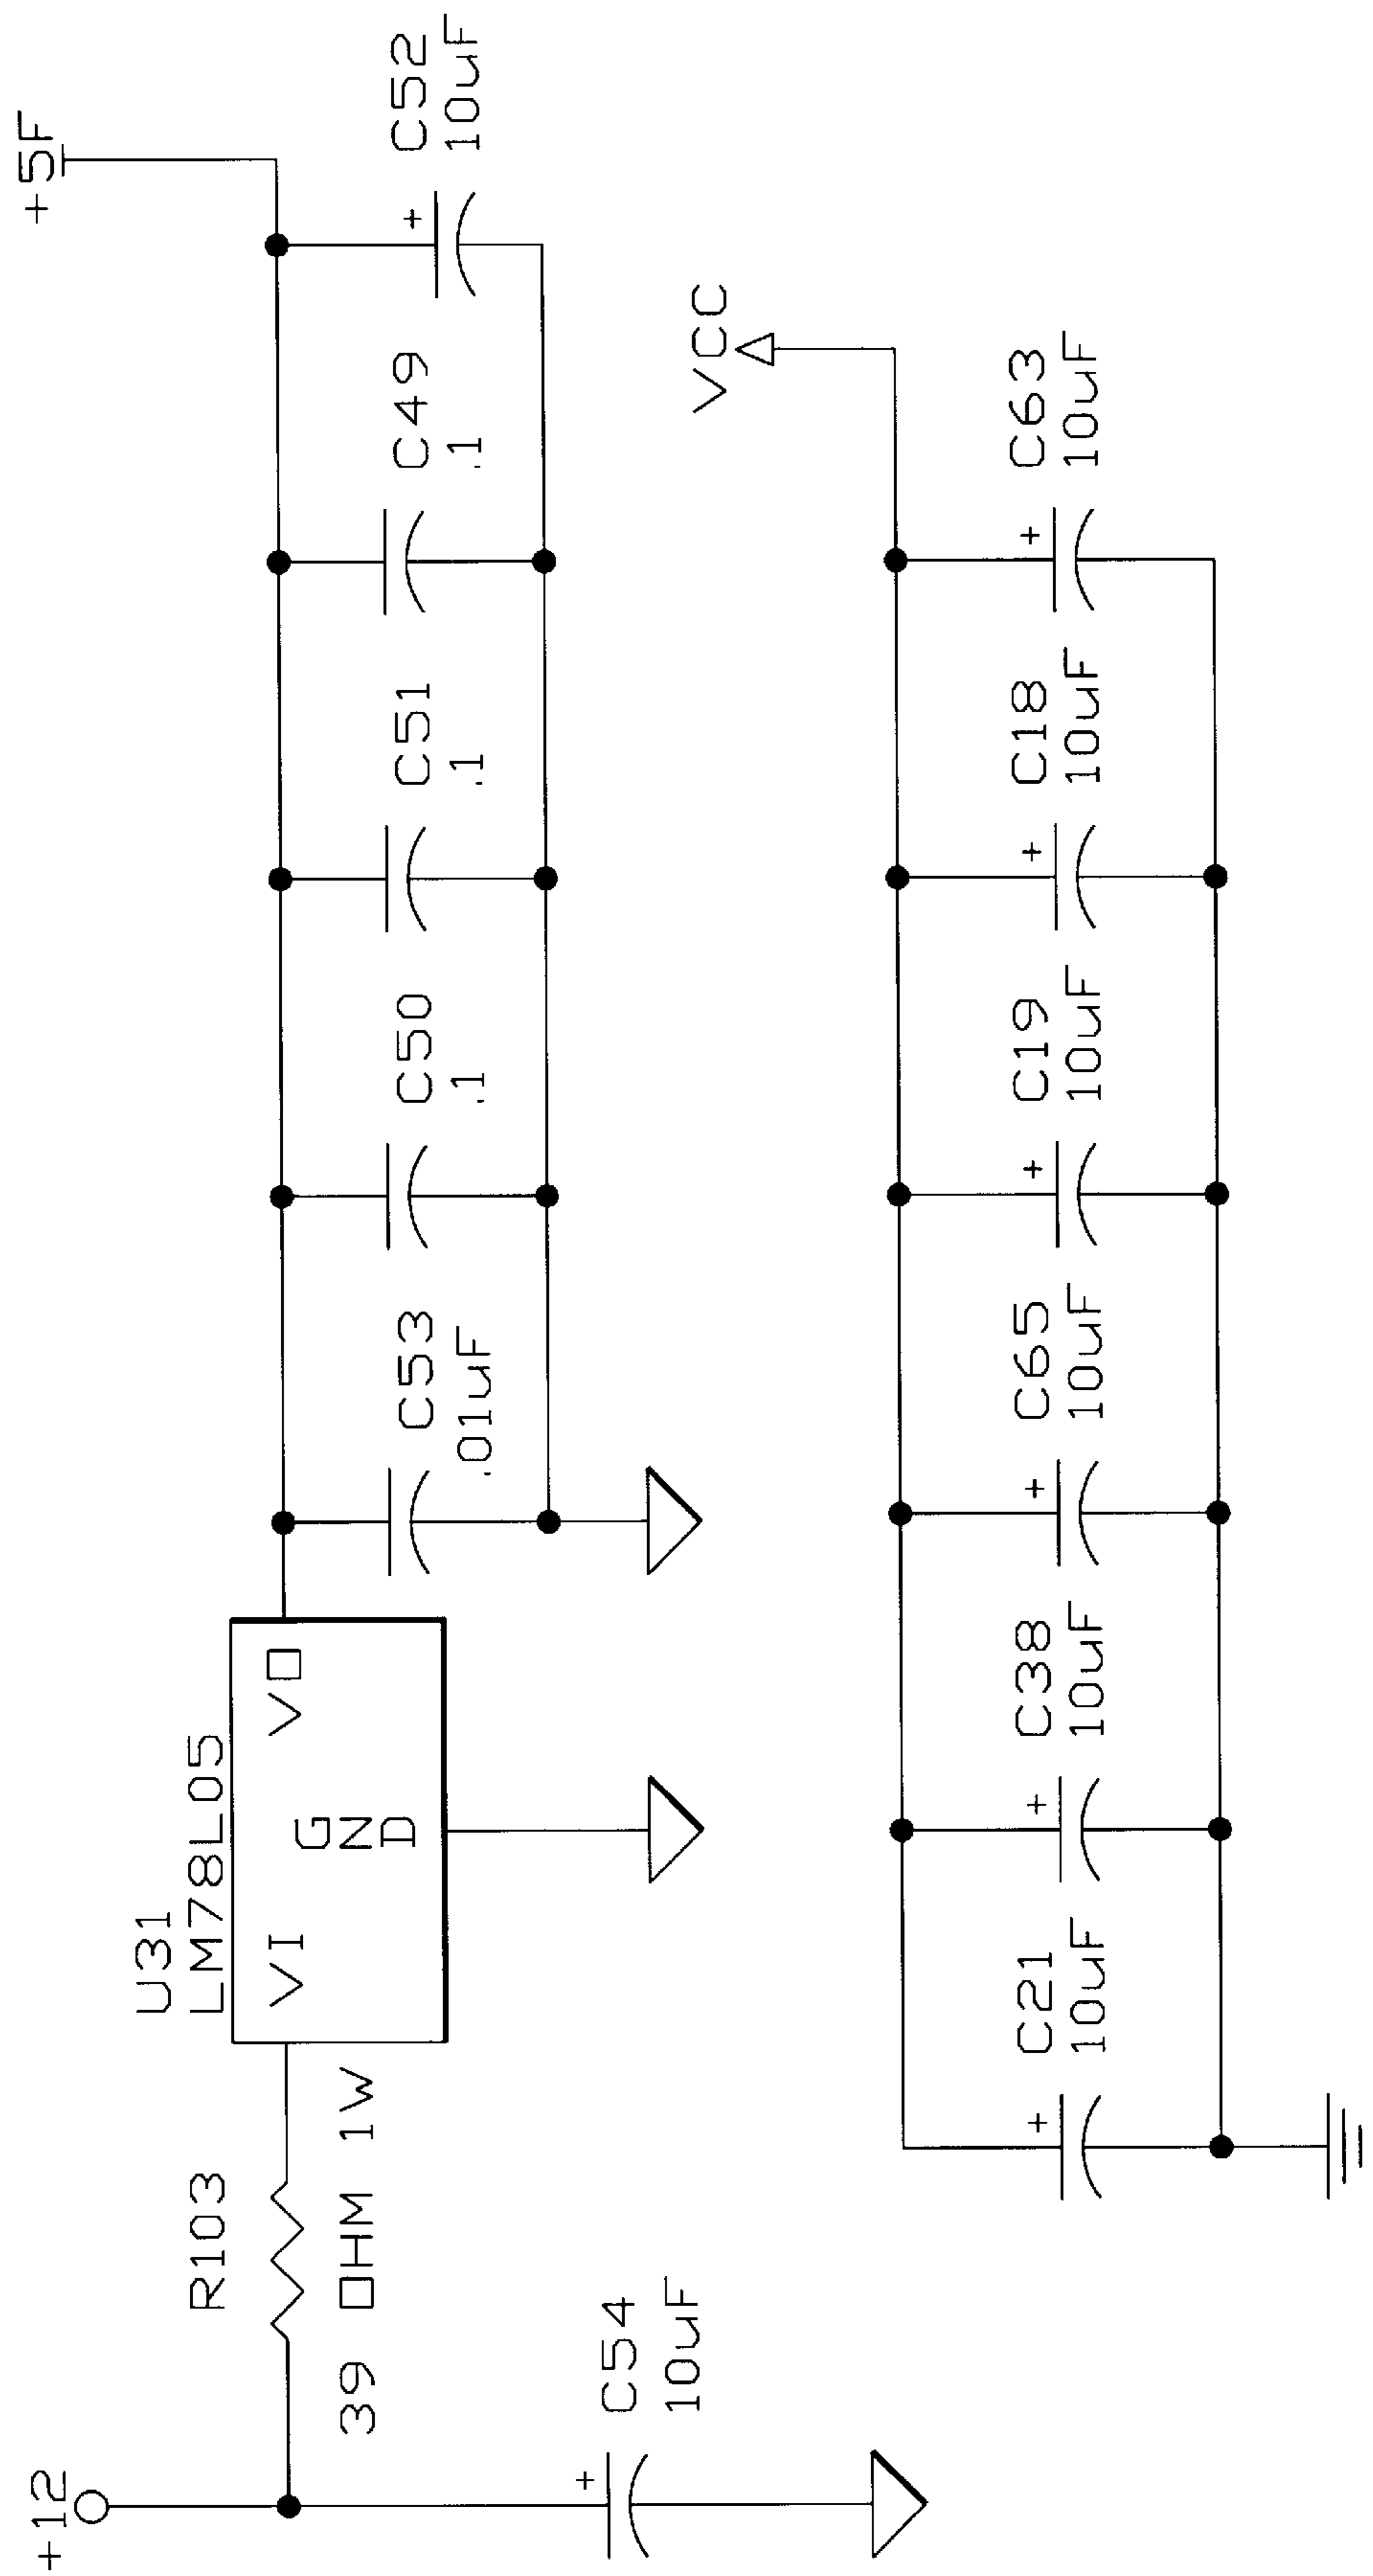 +12
R103
39 OHM 1W
C54
10uF
+
U31
LM78L05
VI
GND
VO
C53
.01uF
C50
.1
C51
.1
C49
.1
C52
10uF
+
+5F
VCC
C21
10uF
+
C38
10uF
+
C65
10uF
+
C19
10uF
+
C18
10uF
+
C63
10uF
+